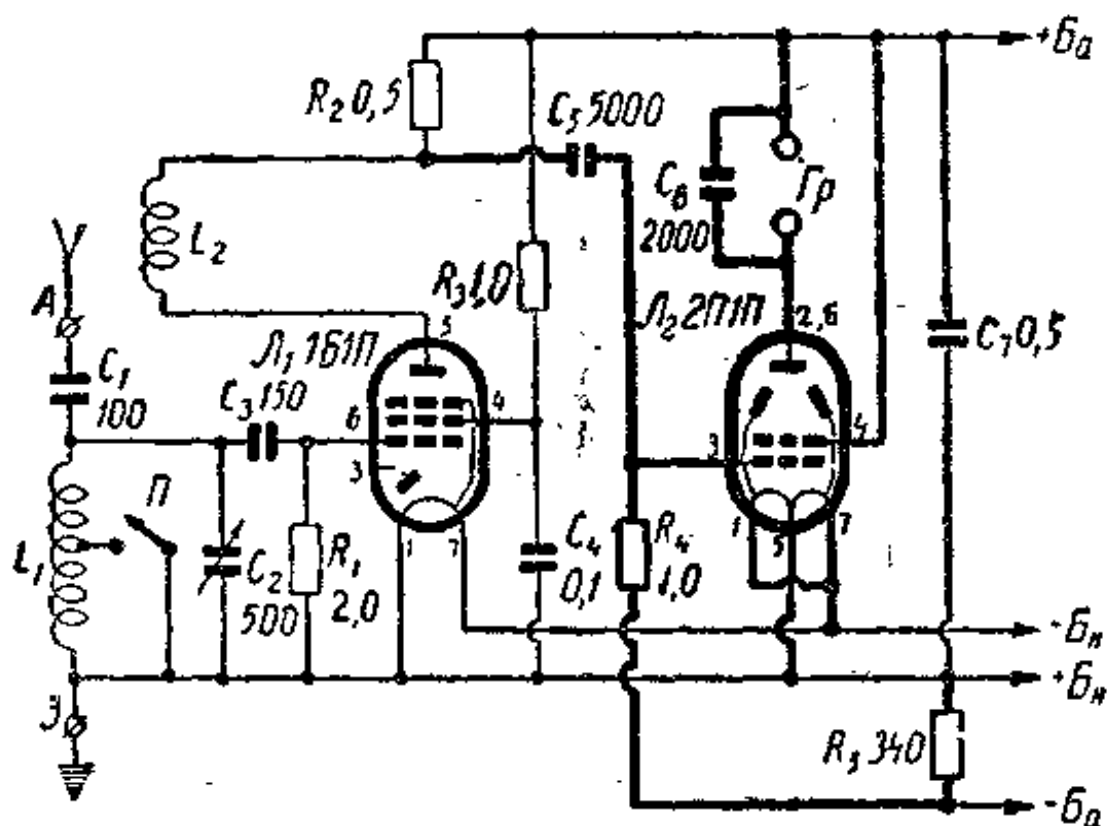 +Ба
R₂ 0,5
C₅ 5000
C₆
2000
Гр
L₂
R₃ 1,0
А
Л₁ 1Б1П
5
Л₂ 2П1П
2,6
C₇ 0,5
C₁
100
C₃ 150
6
4
3
4
3
П
L₁
C₂
500
R₁
2,0
1
7
C₄
0,1
R₄
1,0
1
5
7
-Бн
+Бн
З
R₅ 340
-Ба